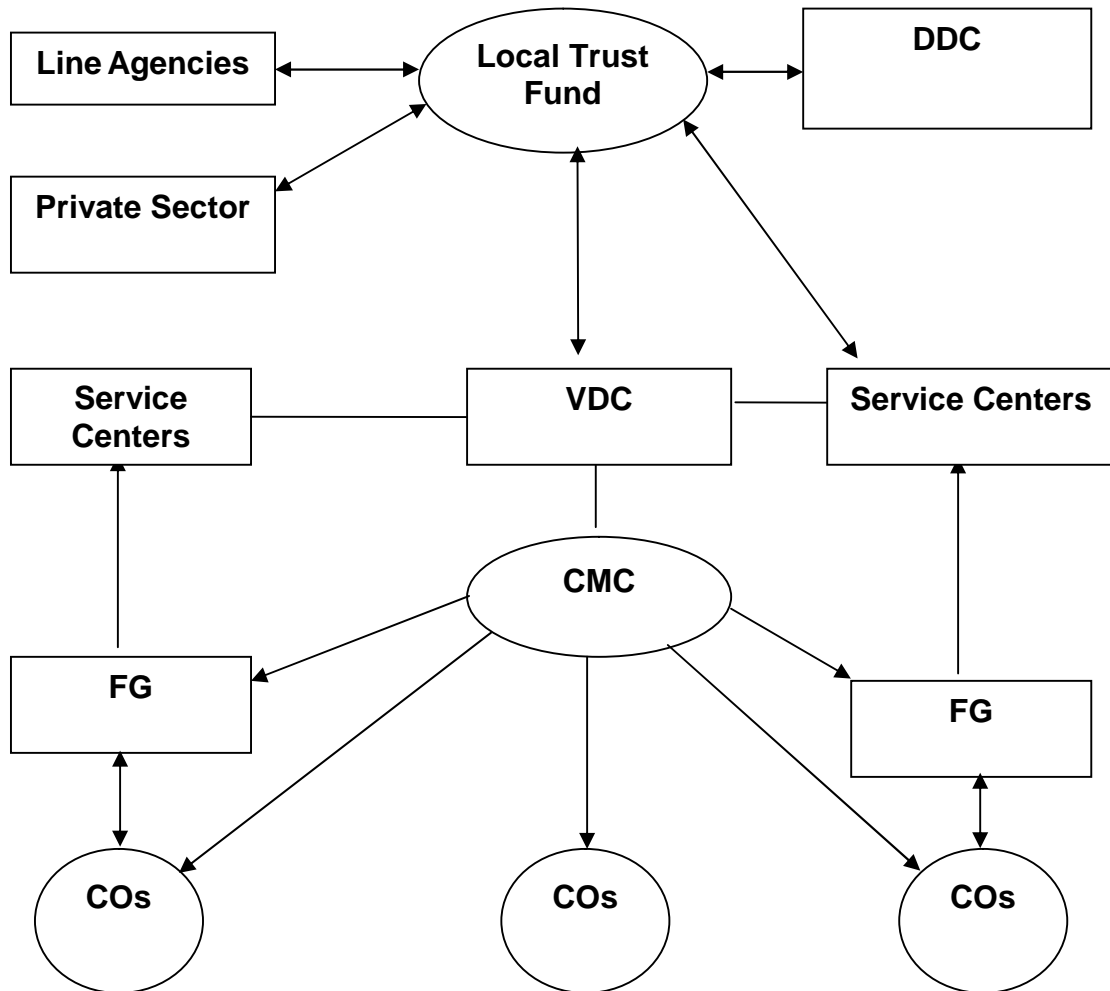 Line Agencies
Local Trust
Fund
DDC
Private Sector
Service
Centers
VDC
Service Centers
CMC
FG
FG
COs
COs
COs